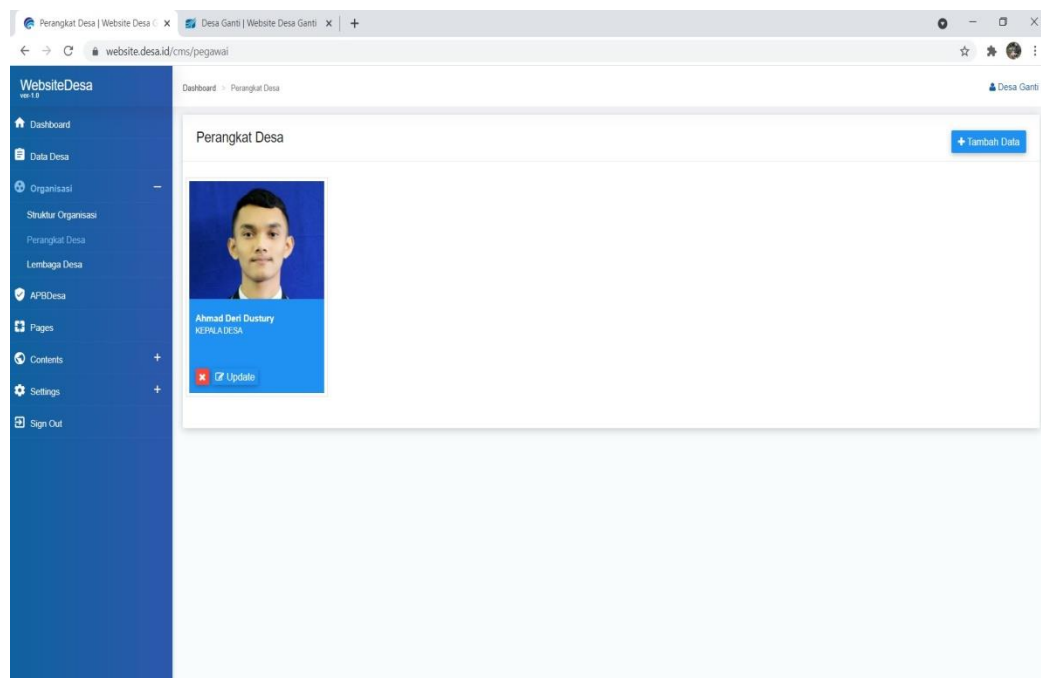 Perangkat Desa | Website Desa G
Desa Ganti | Website Desa Ganti
website.desa.id/cms/pegawai
WebsiteDesa
ver-1.0
Dashboard > Perangkat Desa
Desa Ganti
Dashboard
Data Desa
Organisasi
Struktur Organisasi
Perangkat Desa
Lembaga Desa
APBDesa
Pages
Contents
Settings
Sign Out
Perangkat Desa
Tambah Data
Ahmad Deri Dustury
KEPALA DESA
Update